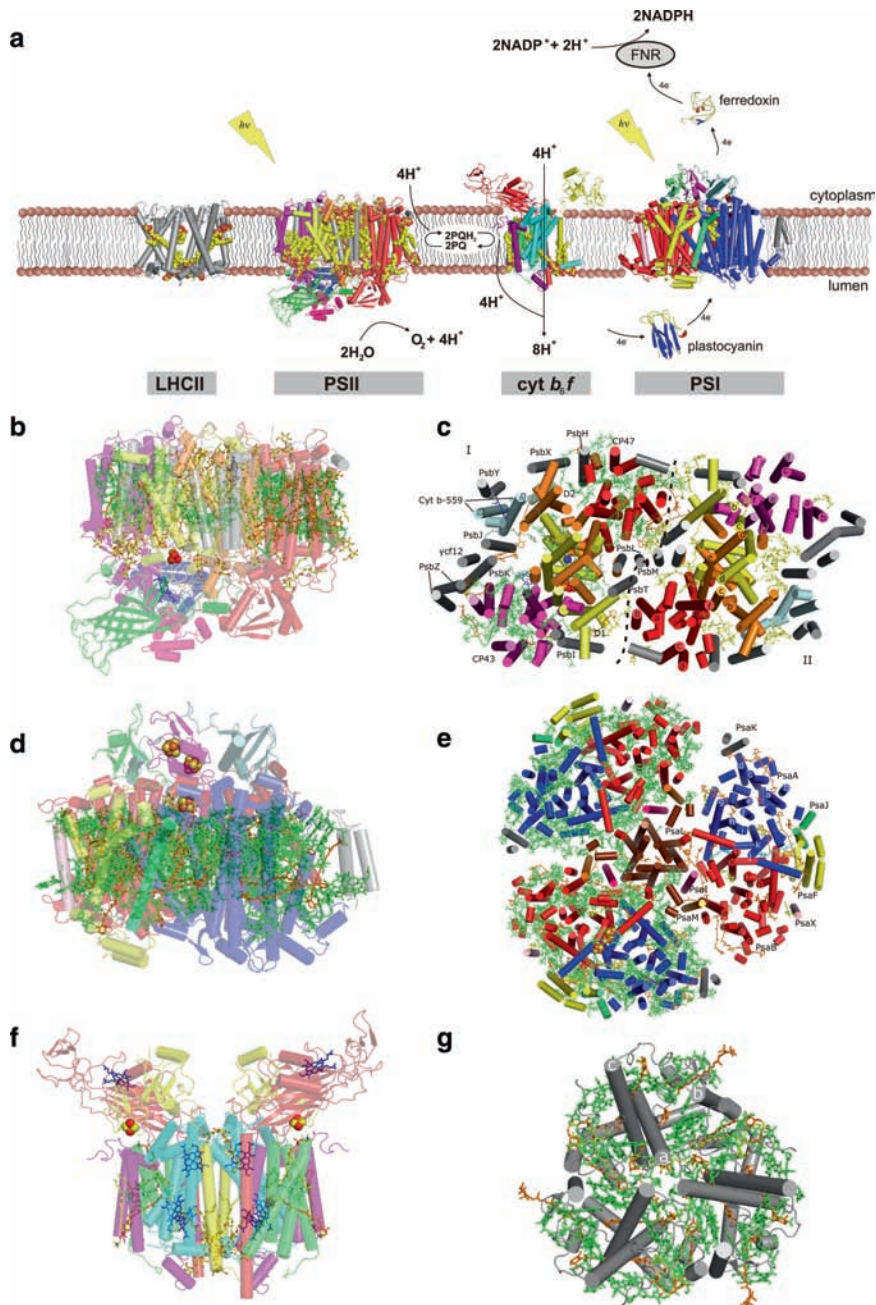 a
2NADPH
2NADP⁺ + 2H⁺
FNR
4e⁻
ferredoxin
hν
hν
4H⁺
4H⁺
4e⁻
cytoplasm
2PQH₂
2PQ
lumen
4H⁺
2H₂O
O₂ + 4H⁺
8H⁺
4e⁻
4e⁻
plastocyanin
LHCII
PSII
cyt b₆f
PSI
b
c
I
PsbH
CP47
PsbX
PsbY
D2
Cyt b-559
PsbJ
ycf12
PsbL
PsbM
PsbZ
PsbK
PsbT
D1
CP43
PsbI
II
d
e
PsaK
PsaA
PsaJ
PsaL
PsaI
PsaF
PsaM
PsaX
PsaB
f
g
c
b
a